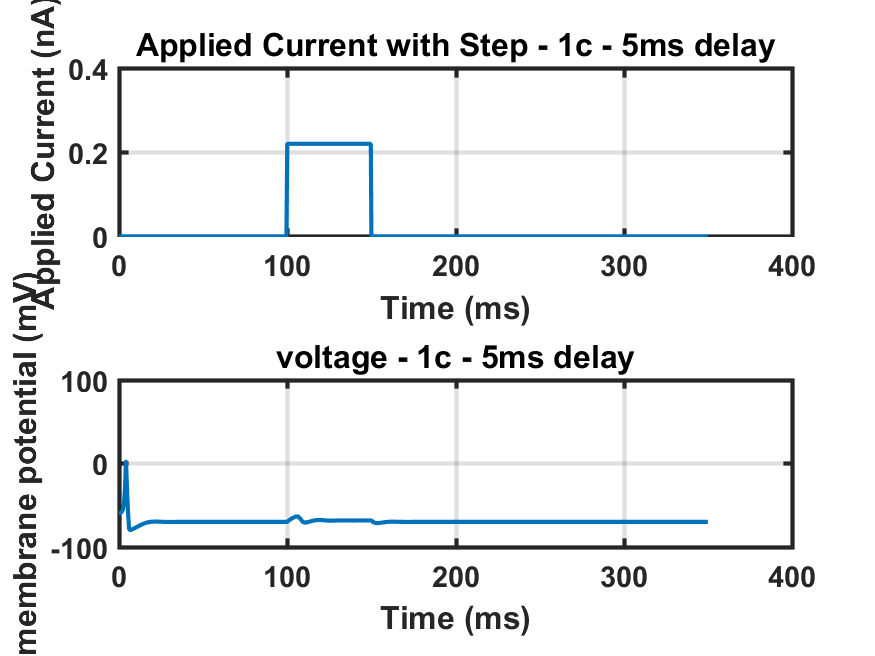 Applied Current with Step - 1c - 5ms delay
Applied Current (nA)
0.4
0.2
0
0 100 200 300 400
Time (ms)
voltage - 1c - 5ms delay
membrane potential (mV)
100
0
-100
0 100 200 300 400
Time (ms)